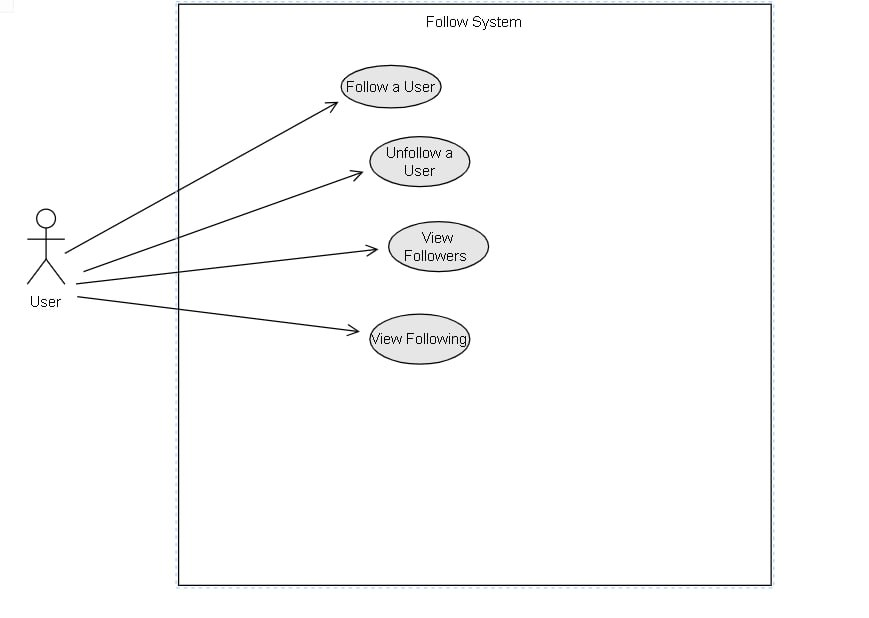 Follow System
Follow a User
Unfollow a
User
View
Followers
User
View Following